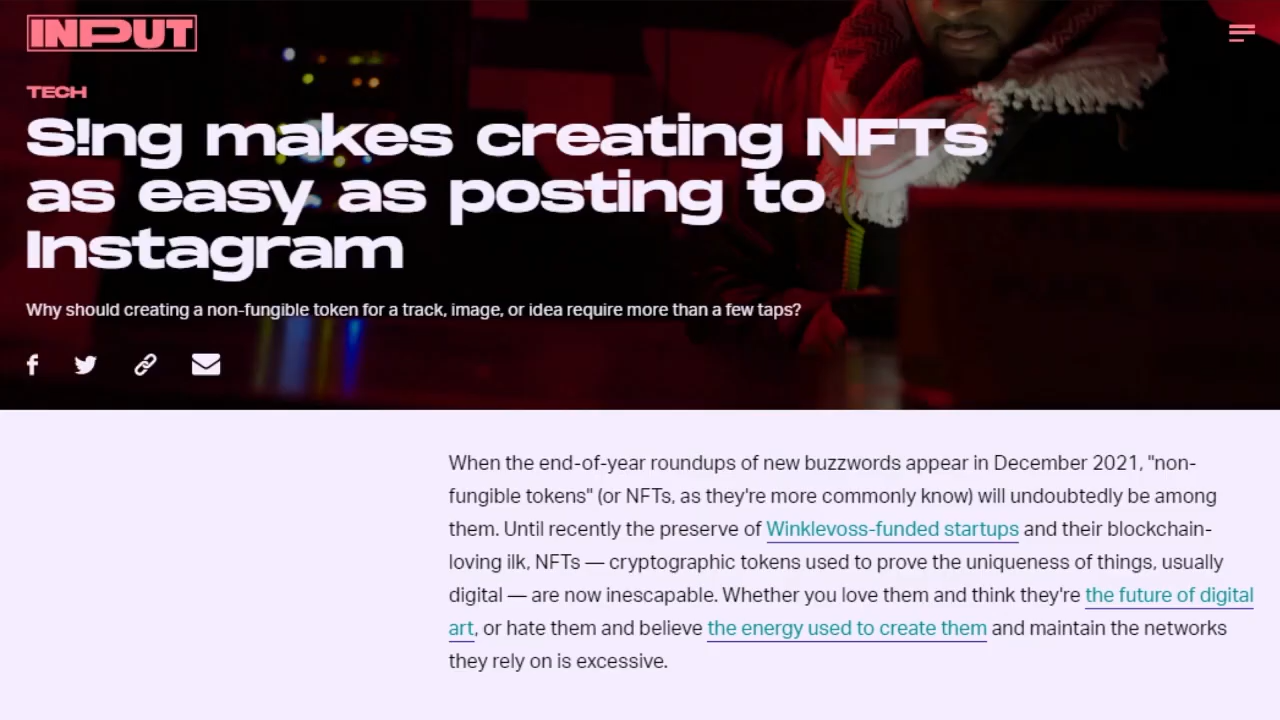 INPUT
TECH
S!ng makes creating NFTs
as easy as posting to
Instagram
Why should creating a non-fungible token for a track, image, or idea require more than a few taps?
When the end-of-year roundups of new buzzwords appear in December 2021, "non-
fungible tokens" (or NFTs, as they're more commonly know) will undoubtedly be among
them. Until recently the preserve of Winklevoss-funded startups and their blockchain-
loving ilk, NFTs — cryptographic tokens used to prove the uniqueness of things, usually
digital — are now inescapable. Whether you love them and think they're the future of digital
art, or hate them and believe the energy used to create them and maintain the networks
they rely on is excessive.